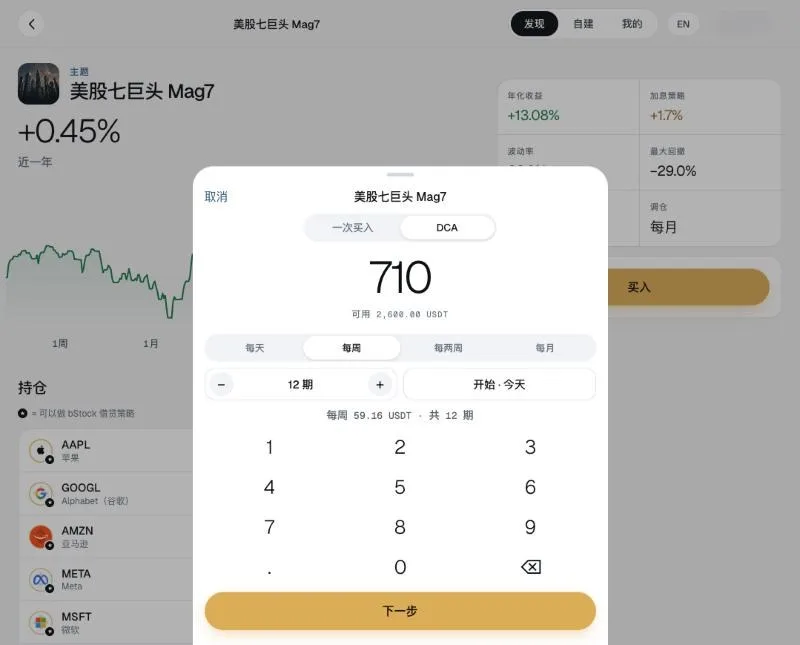 美股七巨头 Mag7
发现 自建 我的 EN
主题
美股七巨头 Mag7
+0.45%
近一年
年化收益 加息策略
+13.08% +1.7%
波动率 最大回撤
-29.0%
调仓
每月
买入
1周 1月
持仓
= 可以做 bStock 借贷策略
AAPL
苹果
GOOGL
Alphabet（谷歌）
AMZN
亚马逊
META
Meta
MSFT
微软
取消 美股七巨头 Mag7
一次买入 DCA
710
可用 2,600.00 USDT
每天 每周 每两周 每月
− 12 期 + 开始 · 今天
每周 59.16 USDT · 共 12 期
1 2 3
4 5 6
7 8 9
. 0
下一步